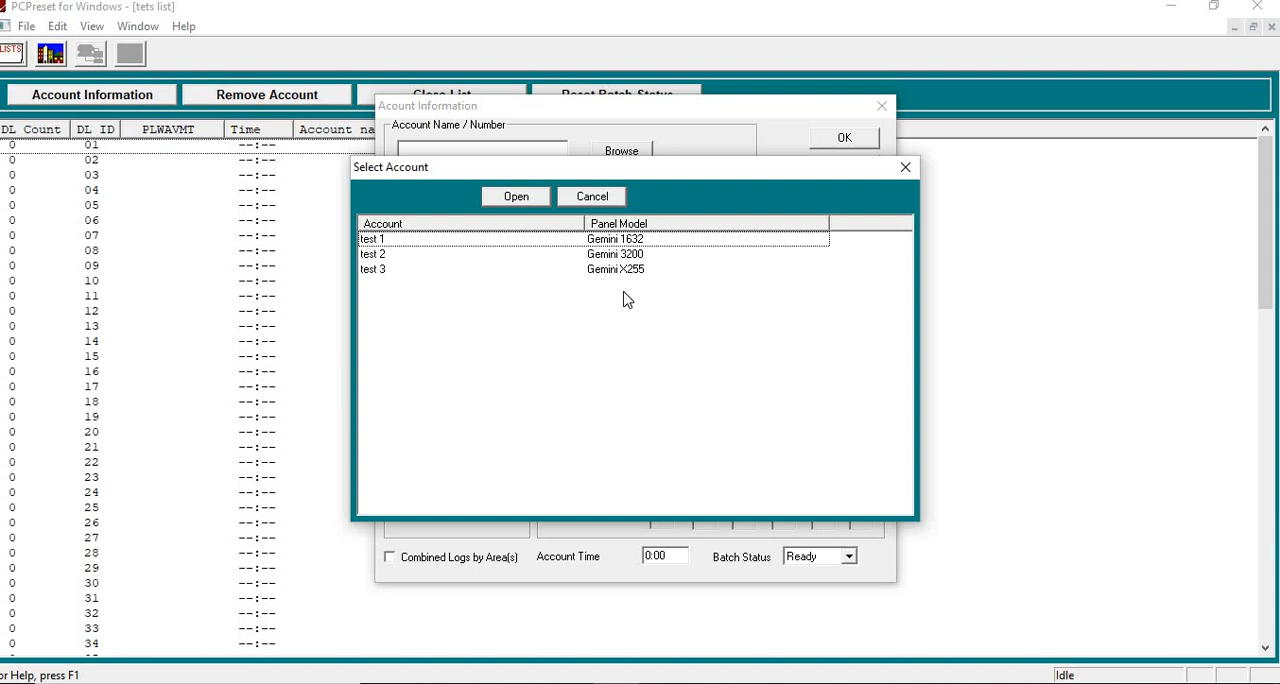 PCPreset for Windows - [tets list]
File Edit View Window Help
LISTS
Account Information Remove Account Close List Reset Batch Status
Acount Information
Account Name / Number
OK
Browse
DL Count DL ID PLWAVMT Time Account na
Select Account
Open Cancel
Account Panel Model
test 1 Gemini 1632
test 2 Gemini 3200
test 3 Gemini X255
0 01 --:--
0 02 --:--
0 03 --:--
0 04 --:--
0 05 --:--
0 06 --:--
0 07 --:--
0 08 --:--
0 09 --:--
0 10 --:--
0 11 --:--
0 12 --:--
0 13 --:--
0 14 --:--
0 15 --:--
0 16 --:--
0 17 --:--
0 18 --:--
0 19 --:--
0 20 --:--
0 21 --:--
0 22 --:--
0 23 --:--
0 24 --:--
0 25 --:--
0 26 --:--
0 27 --:--
0 28 --:--
0 29 --:--
0 30 --:--
0 31 --:--
0 32 --:--
0 33 --:--
0 34 --:--
Combined Logs by Area(s) Account Time 0:00 Batch Status Ready
or Help, press F1
Idle